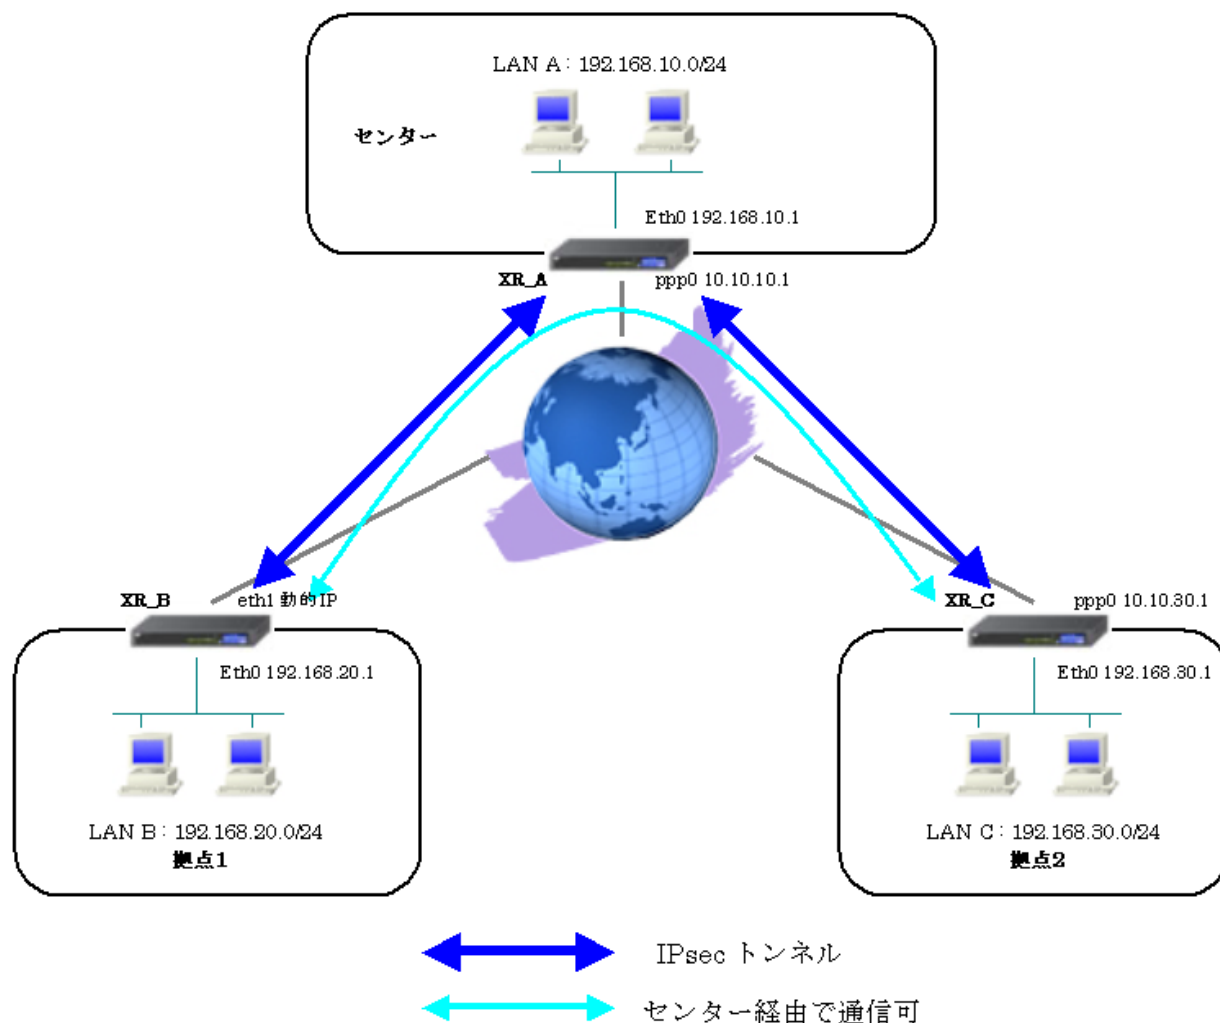 LAN A : 192.168.10.0/24
センター
Eth0 192.168.10.1
XR_A
ppp0 10.10.10.1
XR_B
eth1 動的IP
XR_C
ppp0 10.10.30.1
Eth0 192.168.20.1
Eth0 192.168.30.1
LAN B : 192.168.20.0/24
拠点1
LAN C : 192.168.30.0/24
拠点2
IPsec トンネル
センター経由で通信可